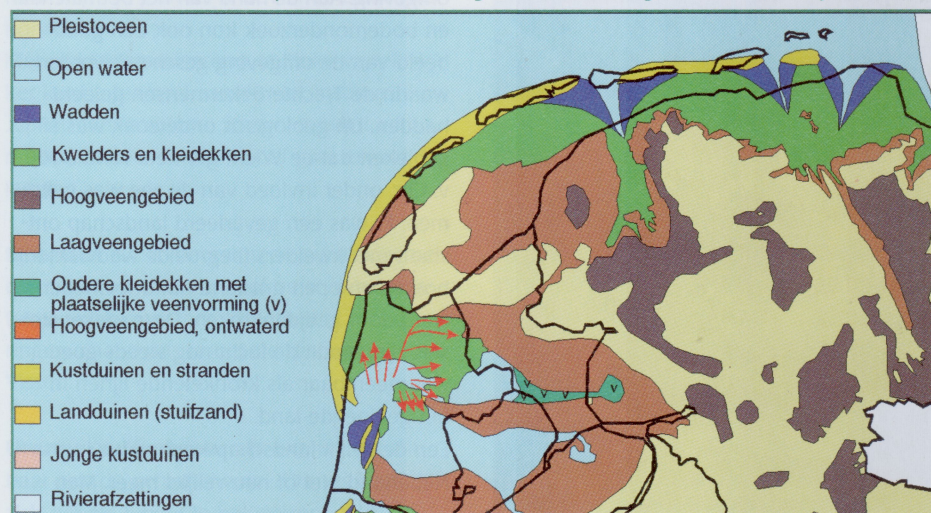 Pleistoceen
Open water
Wadden
Kwelders en kleidekken
Hoogveengebied
Laagveengebied
Oudere kleidekken met
plaatselijke veenvorming (v)
Hoogveengebied, ontwaterd
Kustduinen en stranden
Landduinen (stuifzand)
Jonge kustduinen
Rivierafzettingen
v
v
v
v
v